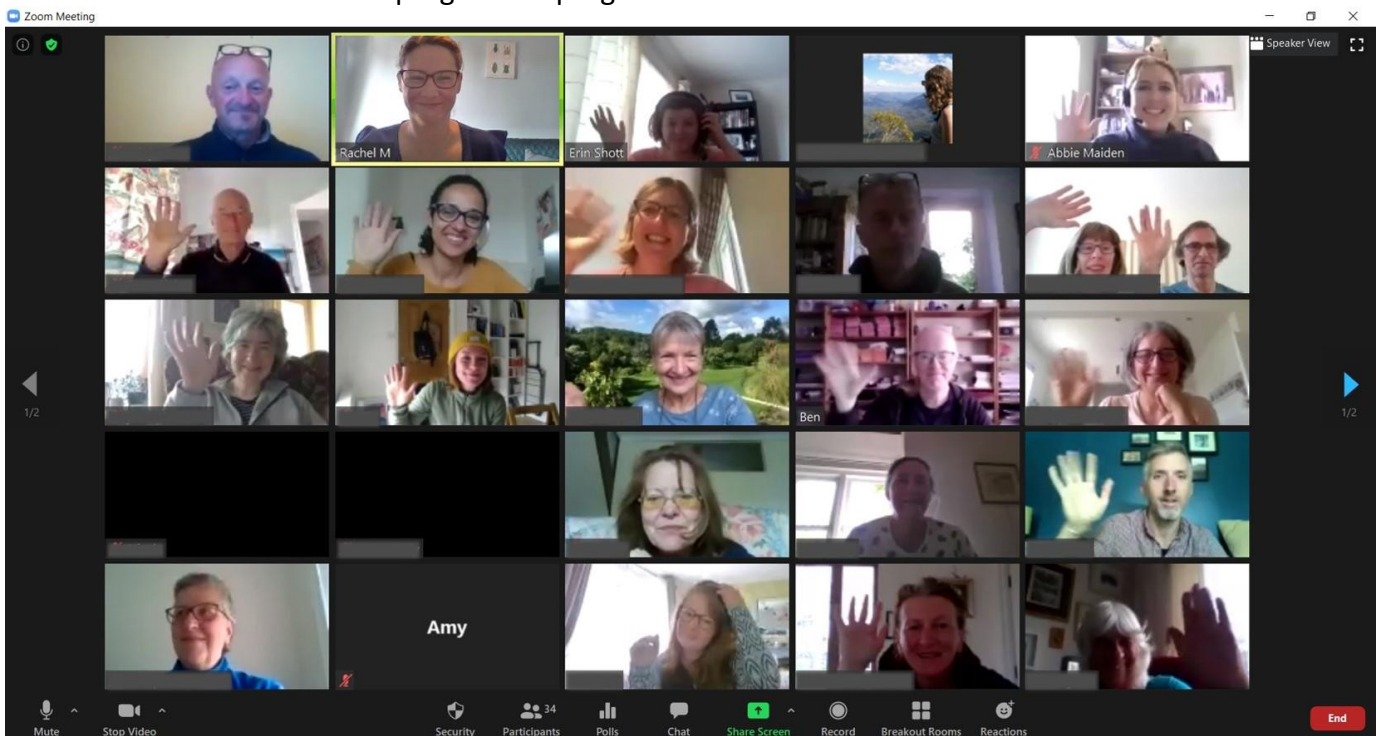 Zoom Meeting
Speaker View
Rachel M
Erin Shott
Abbie Maiden
1/2
Ben
1/2
Amy
Mute
Stop Video
Security
34
Participants
Polls
Chat
Share Screen
Record
Breakout Rooms
Reactions
End